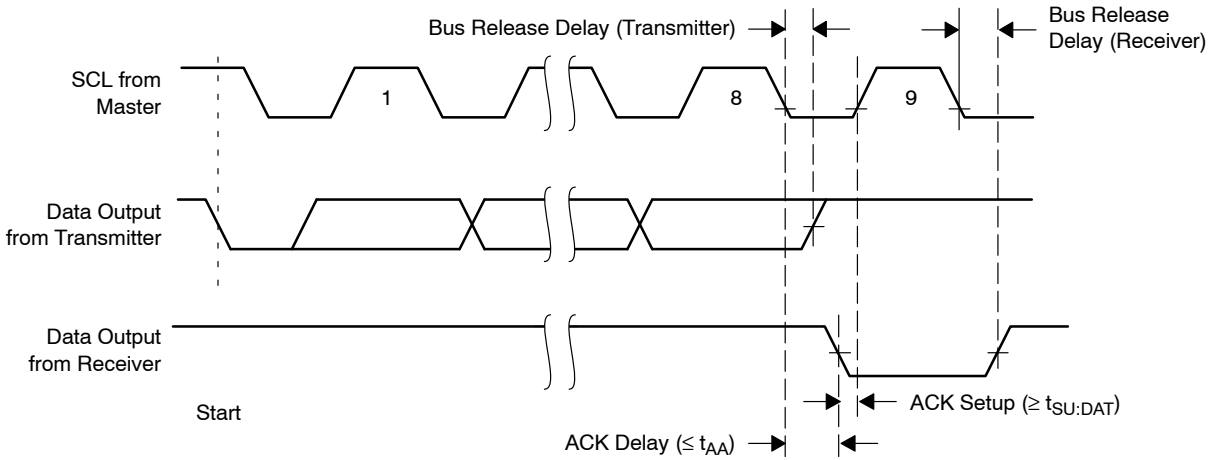 Bus Release Delay (Transmitter)
Bus Release
Delay (Receiver)
SCL from
Master
1
8
9
Data Output
from Transmitter
Data Output
from Receiver
Start
ACK Setup (≥ tSU:DAT)
ACK Delay (≤ tAA)